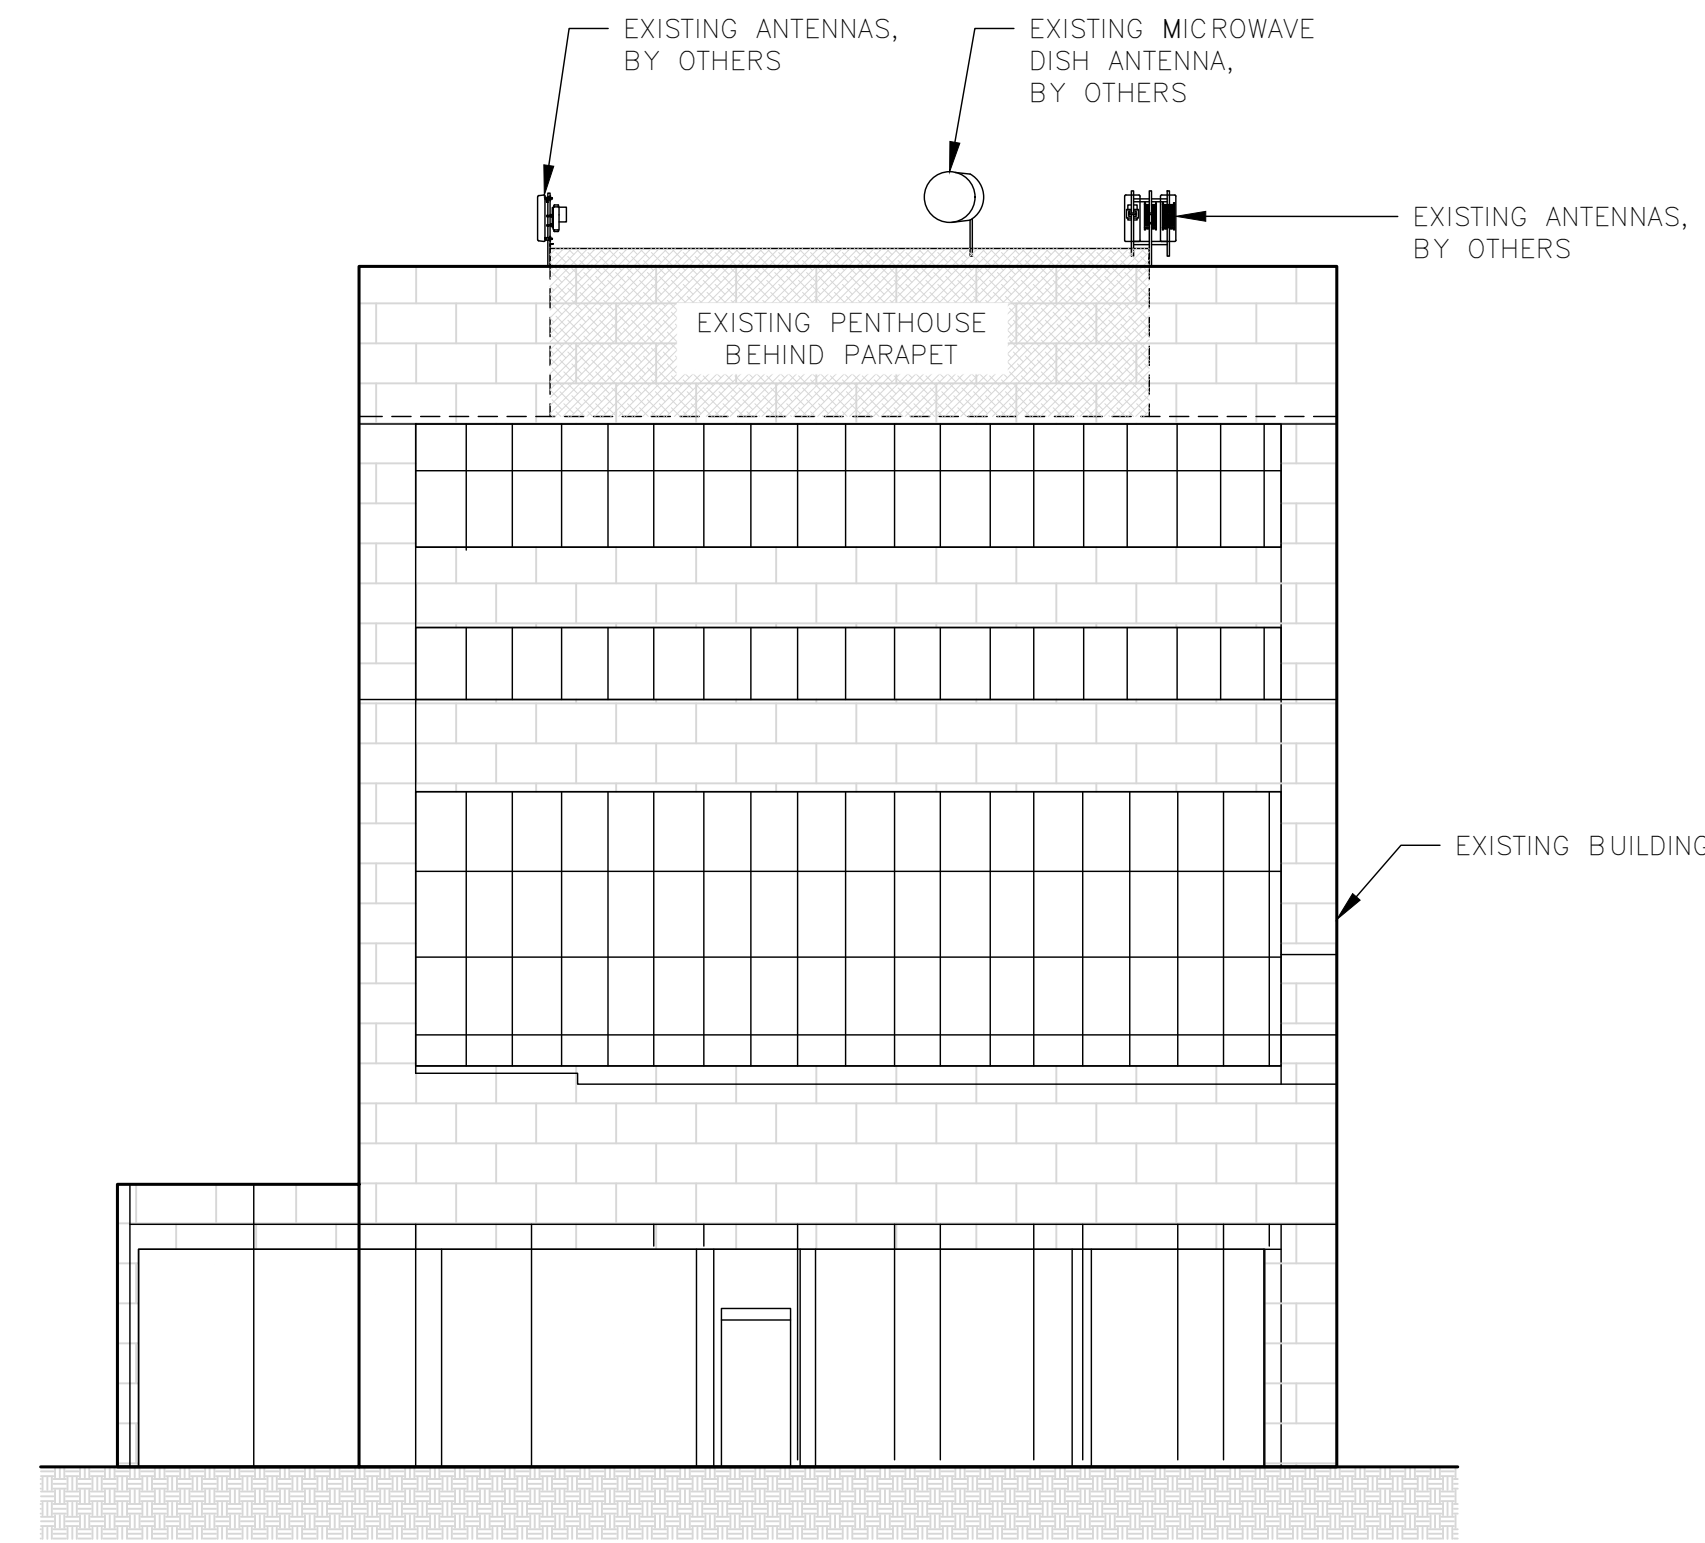 EXISTING ANTENNAS,
BY OTHERS
EXISTING MICROWAVE
DISH ANTENNA,
BY OTHERS
EXISTING ANTENNAS,
BY OTHERS
EXISTING PENTHOUSE
BEHIND PARAPET
EXISTING BUILDING